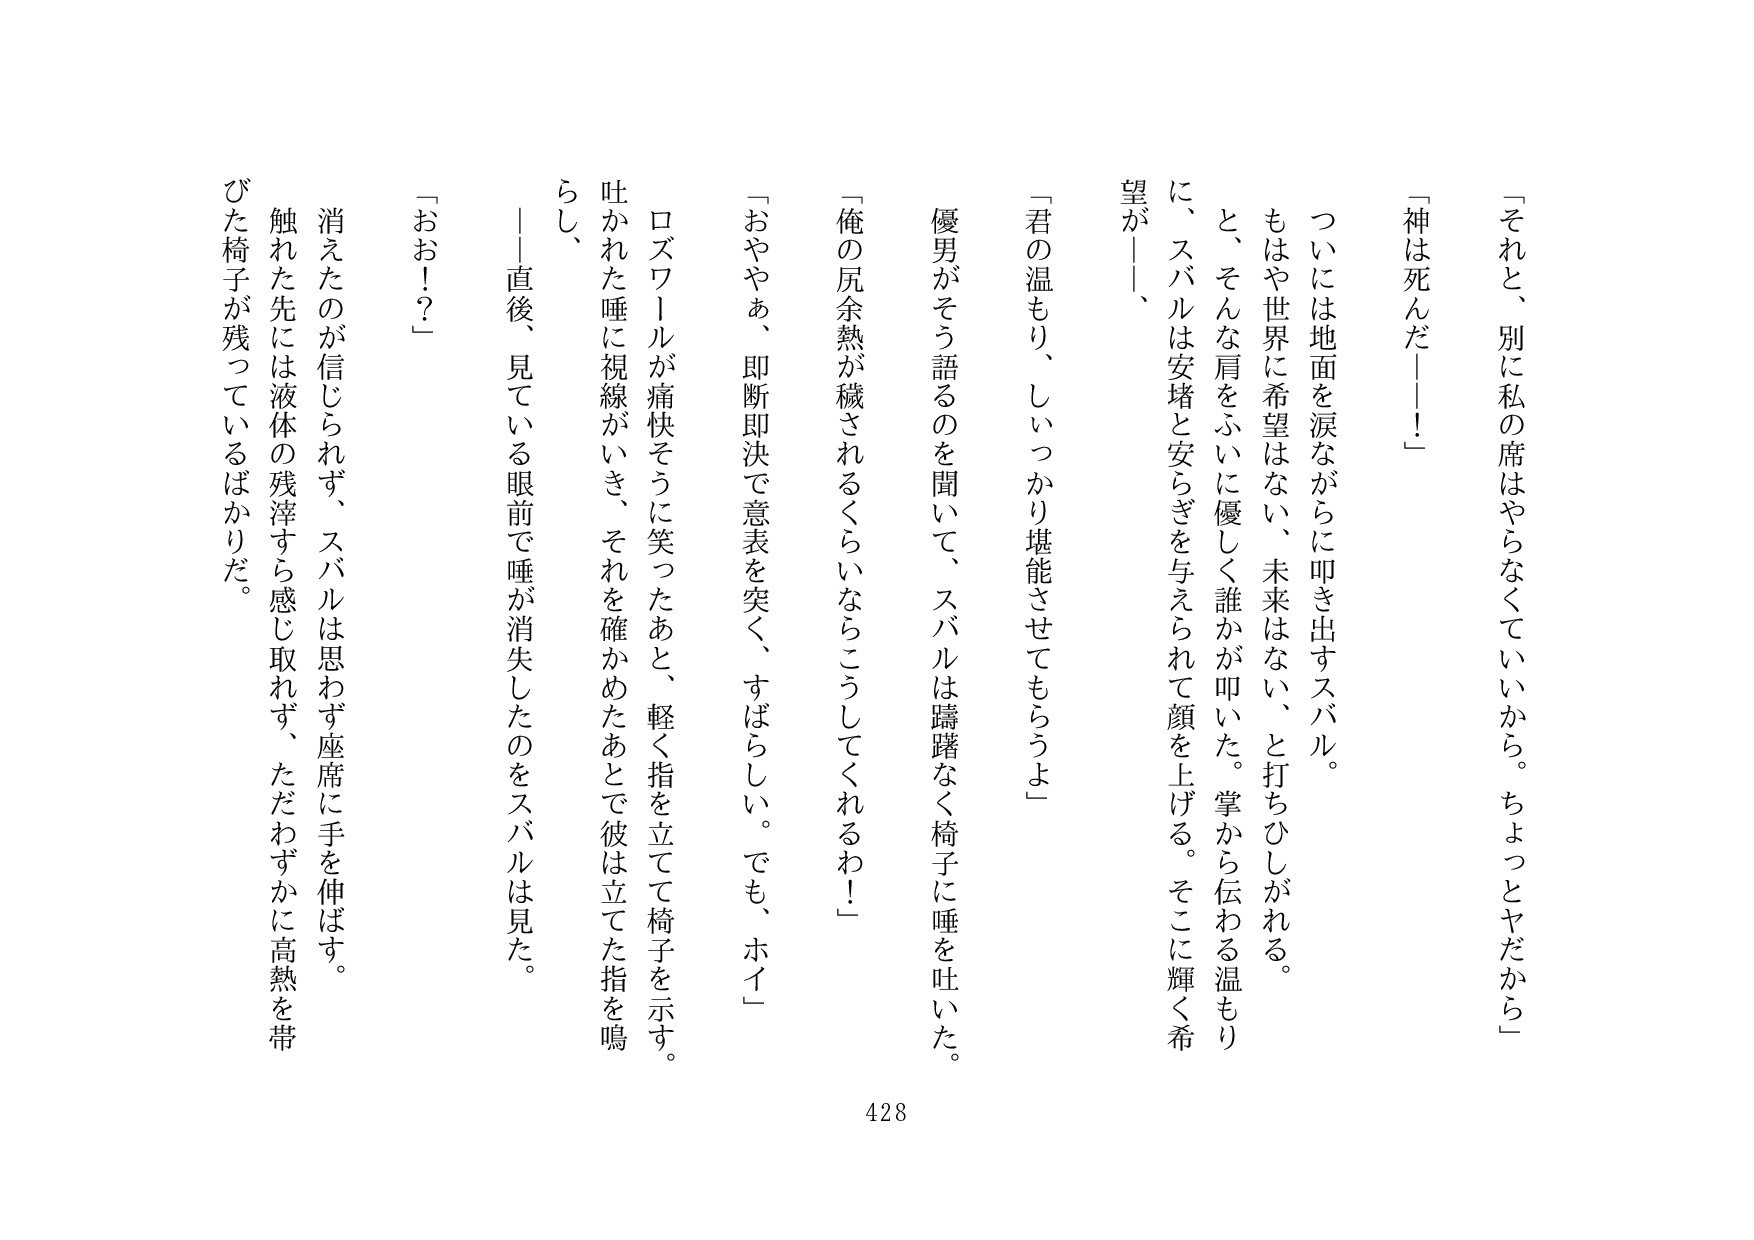 「それと、別に私の席はやらなくていいから。ちょっとヤだから」
「神は死んだ――！」
ついには地面を涙ながらに叩き出すスバル。
もはや世界に希望はない、未来はない、と打ちひしがれる。
と、そんな肩をふいに優しく誰かが叩いた。掌から伝わる温もり
に、スバルは安堵と安らぎを与えられて顔を上げる。そこに輝く希
望が――、
「君の温もり、しいっかり堪能させてもらうよ」
優男がそう語るのを聞いて、スバルは躊躇なく椅子に唾を吐いた。
「俺の尻余熱が穢されるくらいならこうしてくれるわ！」
「おややぁ、即断即決で意表を突く、すばらしい。でも、ホイ」
ロズワールが痛快そうに笑ったあと、軽く指を立てて椅子を示す。
吐かれた唾に視線がいき、それを確かめたあとで彼は立てた指を鳴
らし、
――直後、見ている眼前で唾が消失したのをスバルは見た。
「おお！？」
消えたのが信じられず、スバルは思わず座席に手を伸ばす。
触れた先には液体の残滓すら感じ取れず、ただわずかに高熱を帯
びた椅子が残っているばかりだ。
428